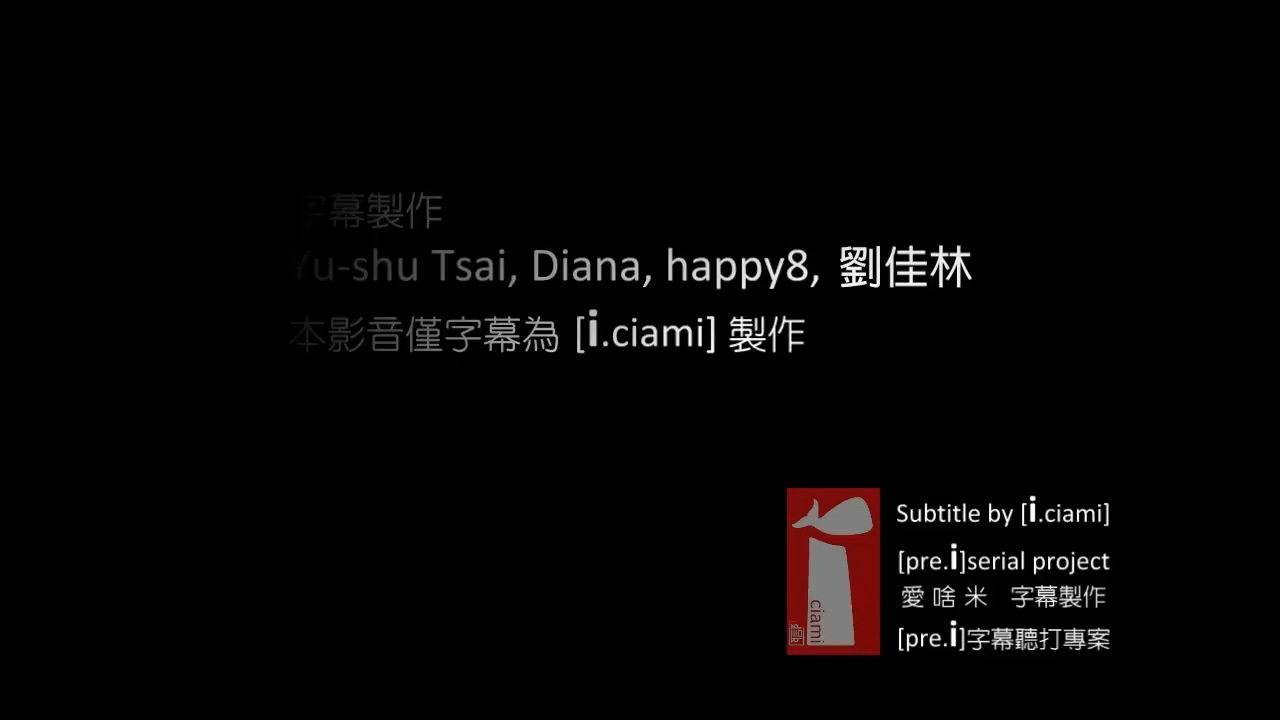 字幕製作
Yu-shu Tsai, Diana, happy8, 劉佳林
本影音僅字幕為 [i.ciami] 製作
ciami
Subtitle by [i.ciami]
[pre.i]serial project
愛 啥 米 字幕製作
[pre.i]字幕聽打專案